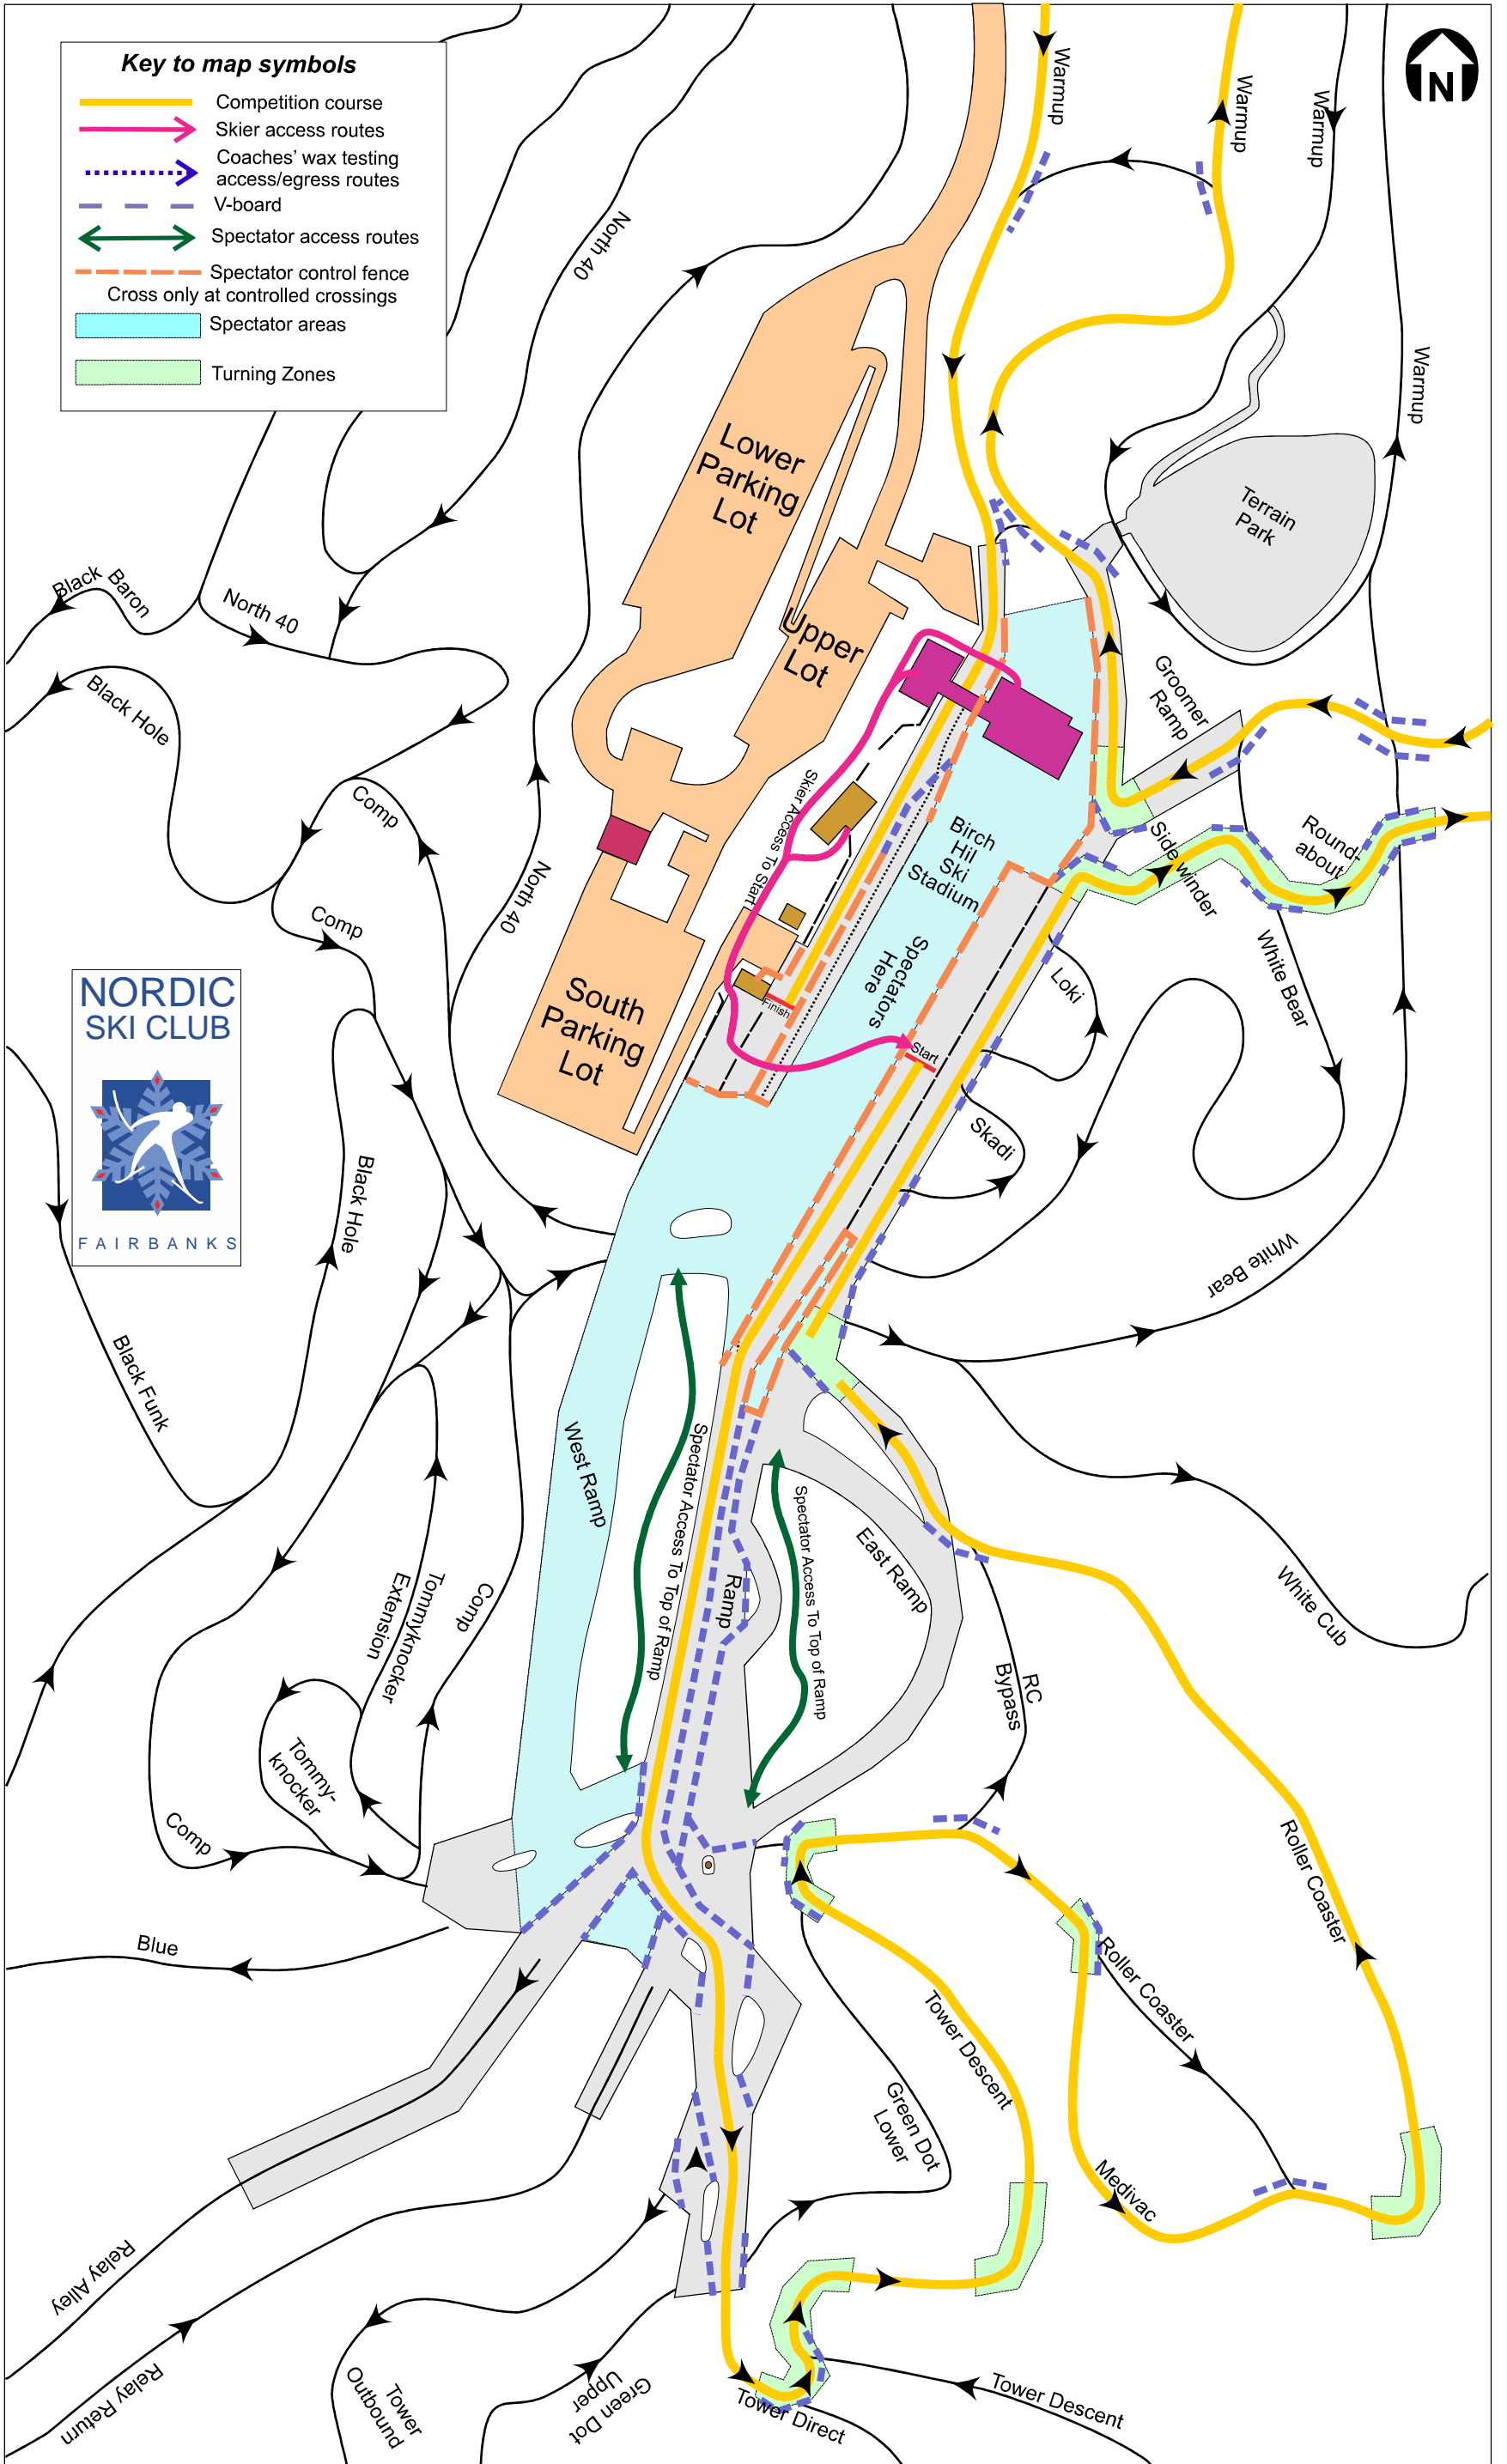 Key to map symbols
Competition course
Skier access routes
Coaches' wax testing
access/egress routes
V-board
Spectator access routes
Spectator control fence
Cross only at controlled crossings
Spectator areas
Turning Zones
N
Warmup
Warmup
Warmup
Warmup
North 40
Lower
Parking
Lot
Terrain
Park
Black Baron
North 40
Upper
Lot
Black Hole
Groomer
Ramp
Comp
Skier Access To Start
Birch
Hil
Ski
Stadium
Side winder
Round-
about
North 40
Comp
Spectators
Here
White Bear
Loki
NORDIC
SKI CLUB
FAIRBANKS
South
Parking
Lot
Finish
Start
Skadi
Black Hole
White Bear
Black Funk
West Ramp
Spectator Access To Top of Ramp
Spectator Access To Top of Ramp
Ramp
East Ramp
White Cub
Tommyknocker
Extension
Comp
RC
Bypass
Tommy-
knocker
Comp
Roller Coaster
Blue
Roller Coaster
Tower Descent
Green Dot
Lower
Medivac
Relay Alley
Relay Return
Tower
Outbound
Green Dot
Upper
Tower Direct
Tower Descent